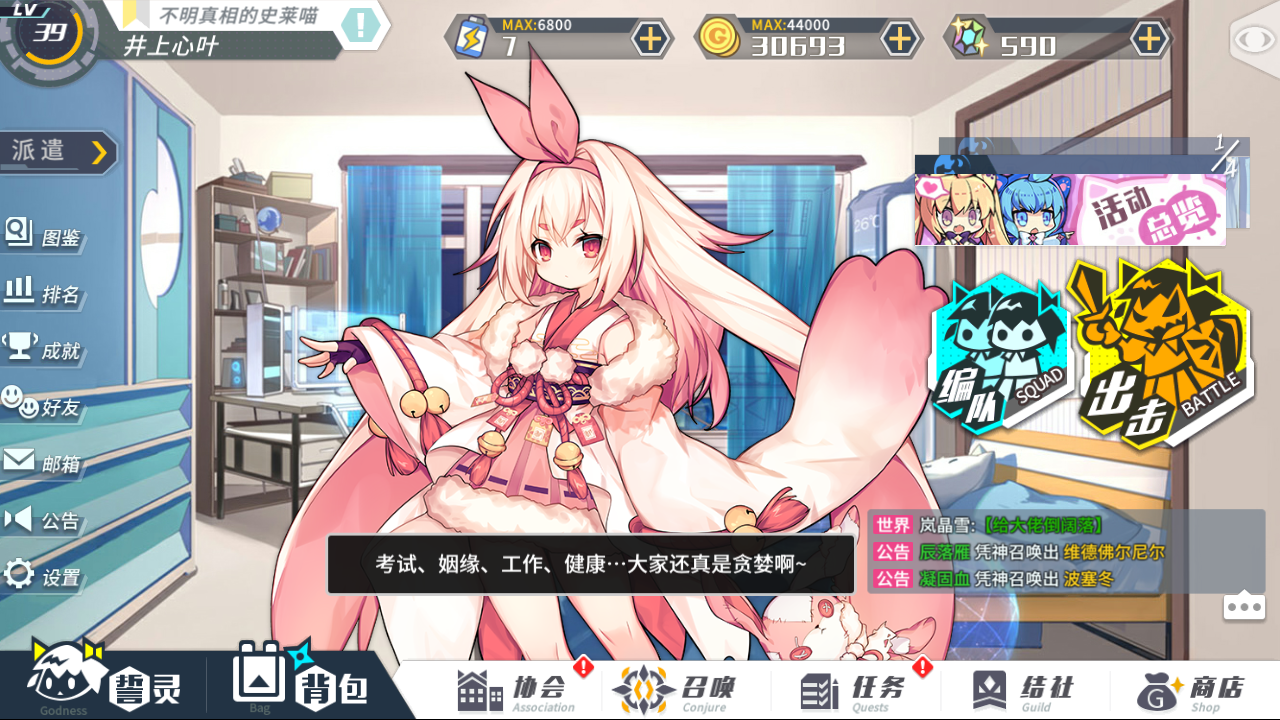 LV
39
不明真相的史莱喵
井上心叶
MAX:6800
7
MAX:44000
30693
590
派遣
1/4
活动
总览
26℃
图鉴
排名
成就
好友
邮箱
公告
设置
编队
SQUAD
出击
BATTLE
世界 岚晶雪:【给大佬倒阔落】
公告 辰落雁 凭神召唤出 维德佛尔尼尔
公告 凝固血 凭神召唤出 波塞冬
考试、姻缘、工作、健康…大家还真是贪婪啊~
誓灵
Godness
背包
Bag
协会
Association
召唤
Conjure
任务
Quests
结社
Guild
商店
Shop